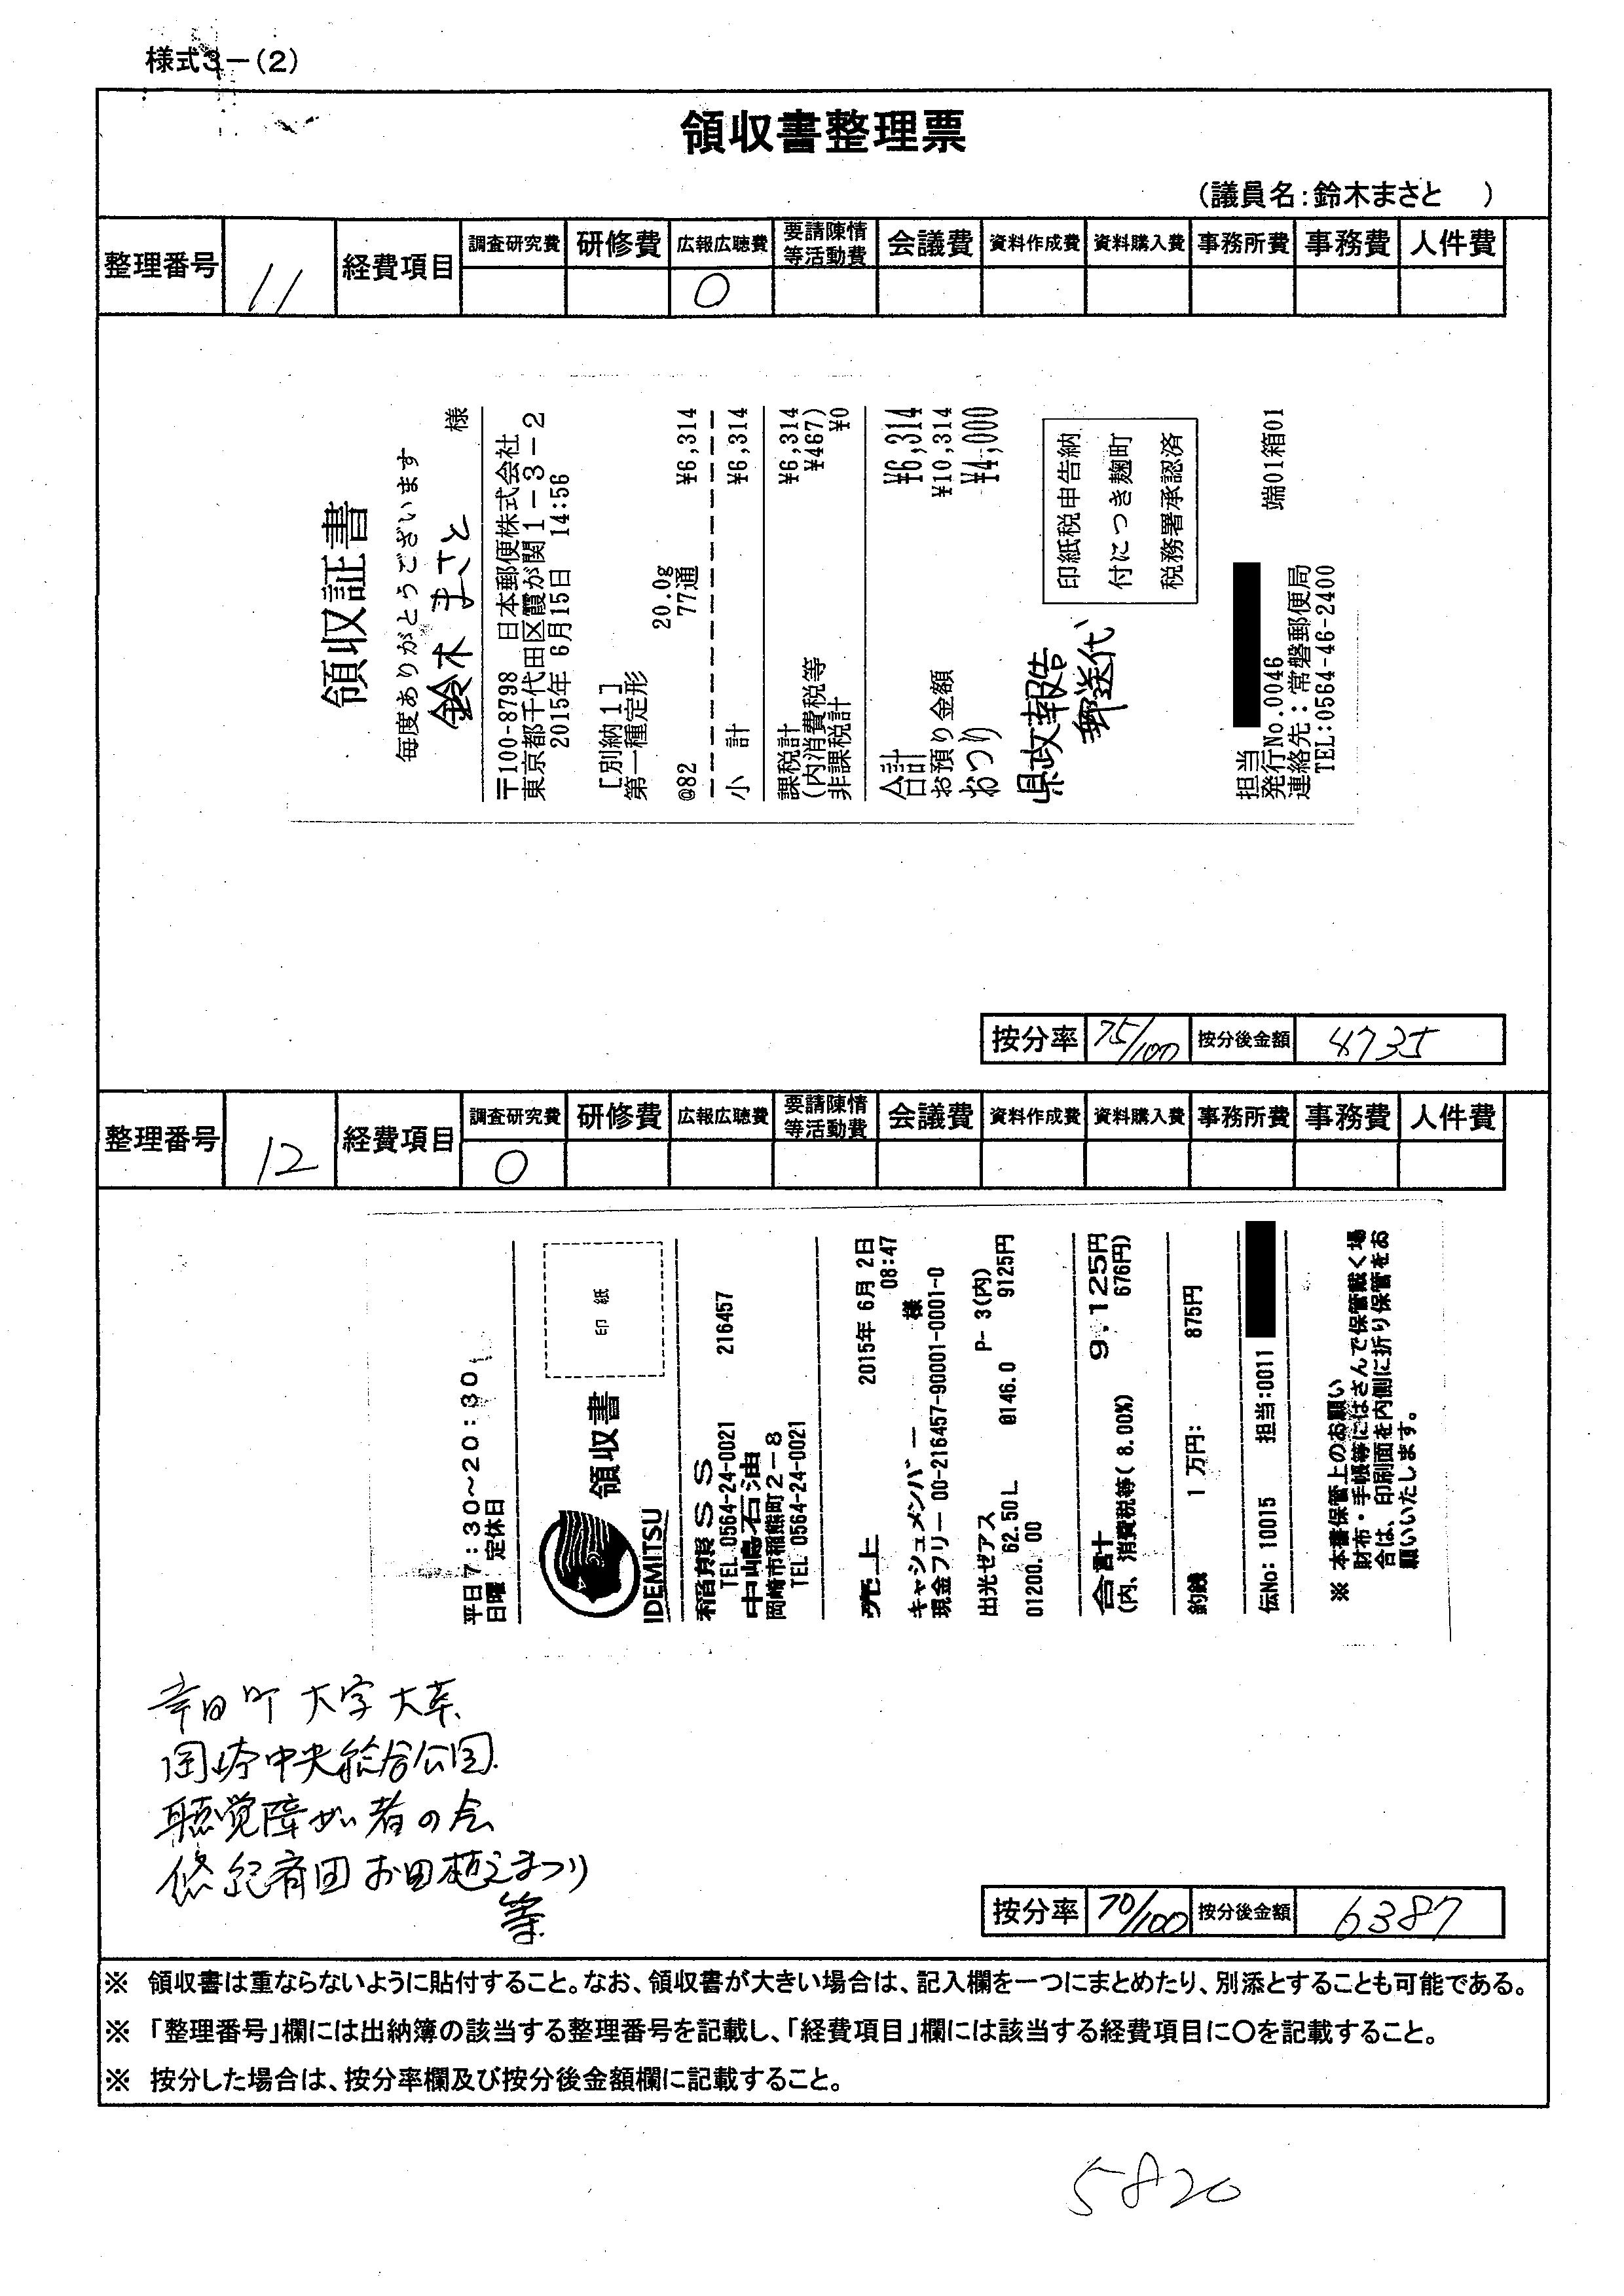 様式3-(2)
領収書整理票
(議員名:鈴木まさと )
整理番号 11 経費項目 調査研究費 研修費 広報広聴費 要請陳情等活動費 会議費 資料作成費 資料購入費 事務所費 事務費 人件費
○
領収証書
毎度ありがとうございます
鈴木まさと 様
〒100-8798 日本郵便株式会社
東京都千代田区霞が関1-3-2
2015年 6月15日 14:56
[別納1]
第一種定形
20.0g
@82 77通 ¥6,314
小 計 ¥6,314
課税計 ¥6,314
(内消費税等 ¥467)
非課税計 ¥0
合計 ¥6,314
お預り金額 ¥10,314
おつり ¥4,000
県政報告
郵送代
印紙税申告納
付につき麹町
税務署承認済
担当
発行No.0046 端01箱01
連絡先:常磐郵便局
TEL:0564-46-2400
按分率 75/100 按分後金額 4735
整理番号 12 経費項目 調査研究費 研修費 広報広聴費 要請陳情等活動費 会議費 資料作成費 資料購入費 事務所費 事務費 人件費
○
平日7:30~20:30
日曜 定休日
IDEMITSU
領収書
印 紙
稲熊SS 216457
TEL 0564-24-0021
中嶋石油
岡崎市稲熊町2-8
TEL 0564-24-0021
売上 2015年 6月 2日
08:47
キャッシュメンバー 様
現金フリー 00-216457-90001-0001-0
出光ゼアス P- 3(内)
62.50L @146.0 9125円
01200. 00
合計 9,125円
(内、消費税等( 8.00%) 676円)
釣銭 1万円: 875円
伝No: 10015 担当:0011
※ 本書保管上のお願い
財布・手帳等にはさんで保管戴く場
合は、印刷面を内側に折り保管をお
願いいたします。
幸田町大字大草
岡崎中央総合公園
聴覚障がい者の会
悠紀斉田お田植えまつり
等
按分率 70/100 按分後金額 6387
※ 領収書は重ならないように貼付すること。なお、領収書が大きい場合は、記入欄を一つにまとめたり、別添とすることも可能である。
※ 「整理番号」欄には出納簿の該当する整理番号を記載し、「経費項目」欄には該当する経費項目に○を記載すること。
※ 按分した場合は、按分率欄及び按分後金額欄に記載すること。
5820